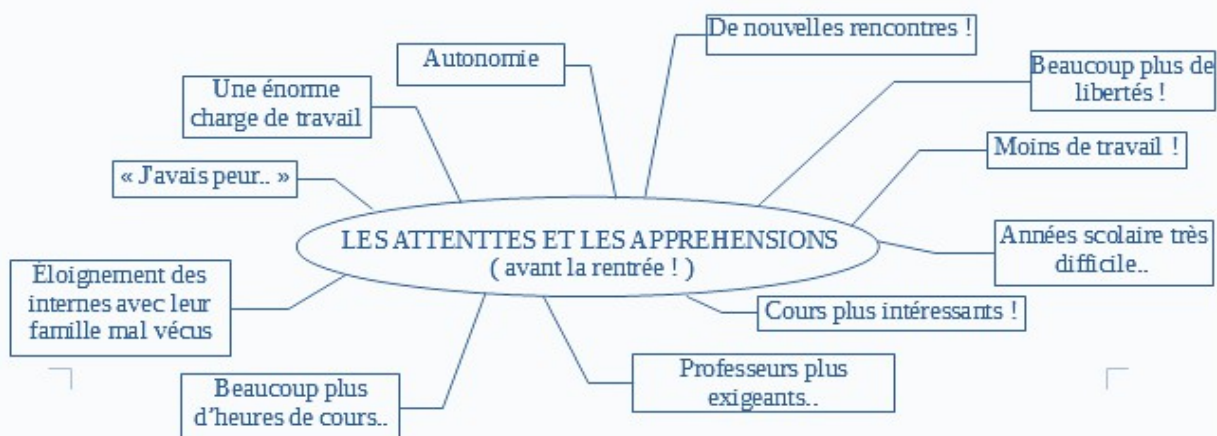 De nouvelles rencontres !
Autonomie
Beaucoup plus de
libertés !
Une énorme
charge de travail
Moins de travail !
« J'avais peur.. »
LES ATTENTTES ET LES APPREHENSIONS
( avant la rentrée ! )
Années scolaire très
difficile..
Éloignement des
internes avec leur
famille mal vécus
Cours plus intéressants !
Professeurs plus
exigeants..
Beaucoup plus
d'heures de cours..